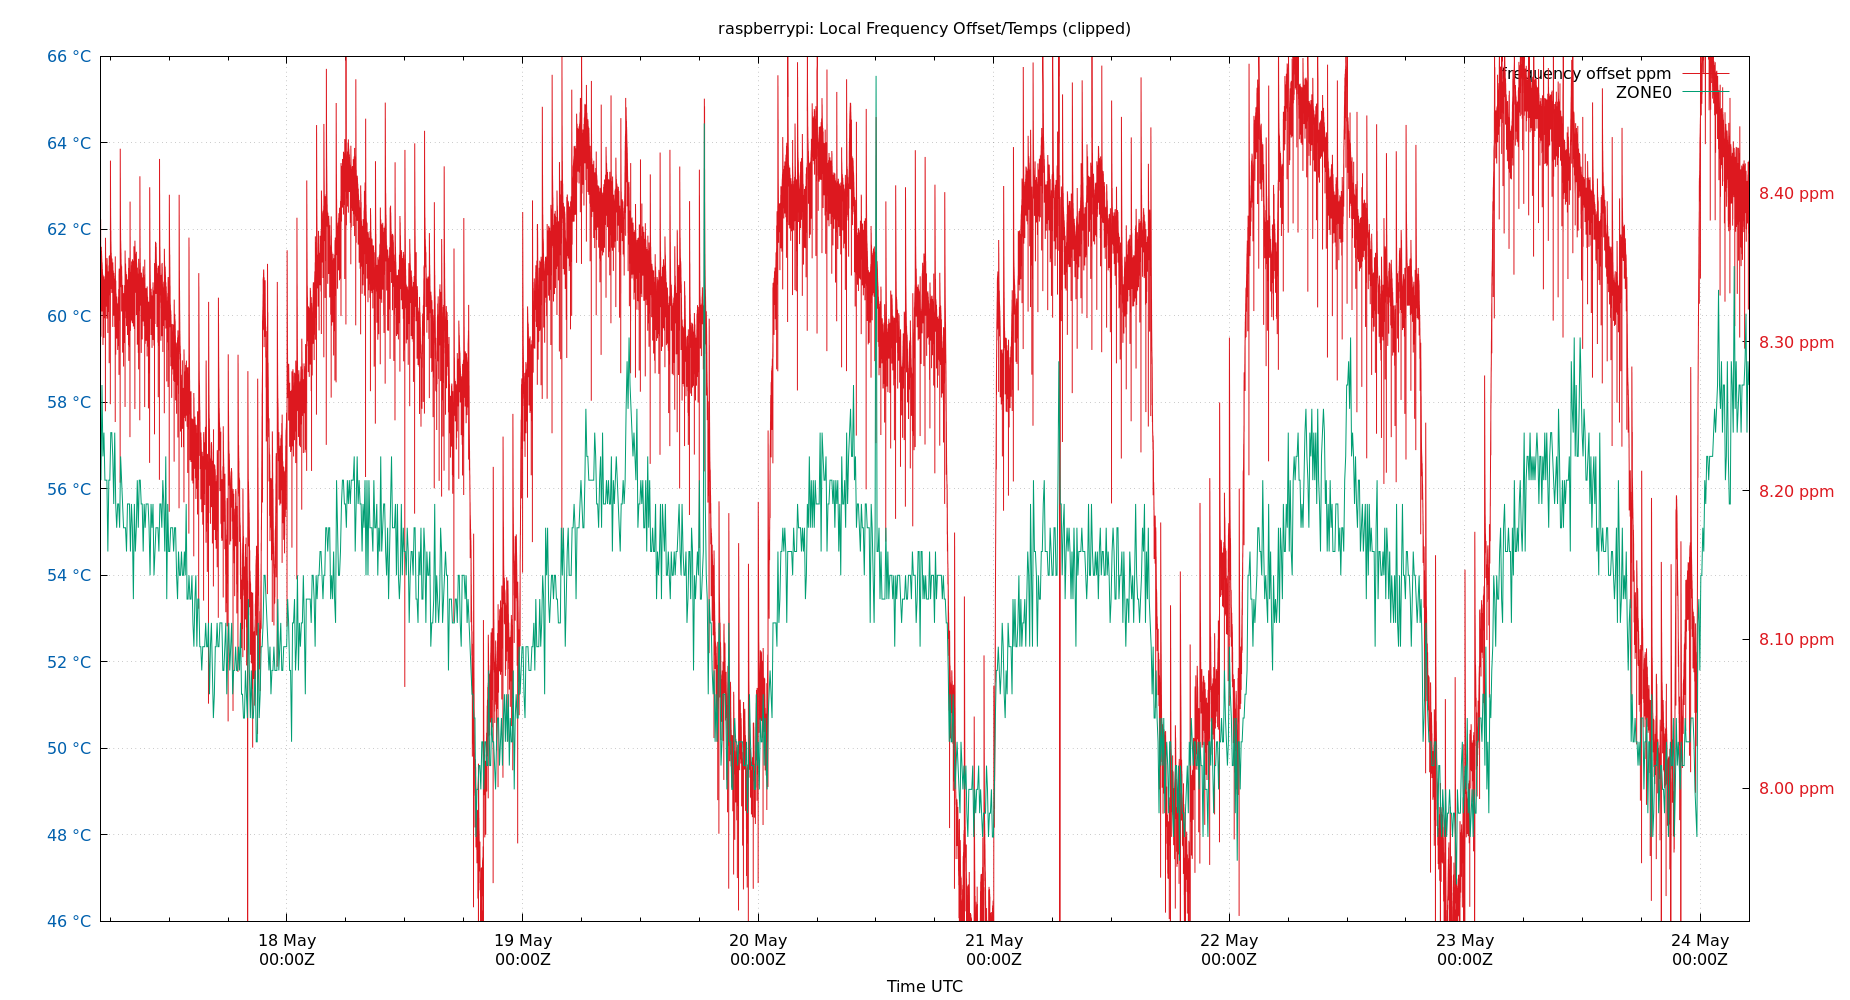 raspberrypi: Local Frequency Offset/Temps (clipped)
66 °C
64 °C
62 °C
60 °C
58 °C
56 °C
54 °C
52 °C
50 °C
48 °C
46 °C
frequency offset ppm
ZONE0
8.40 ppm
8.30 ppm
8.20 ppm
8.10 ppm
8.00 ppm
18 May 19 May 20 May 21 May 22 May 23 May 24 May
00:00Z 00:00Z 00:00Z 00:00Z 00:00Z 00:00Z 00:00Z
Time UTC